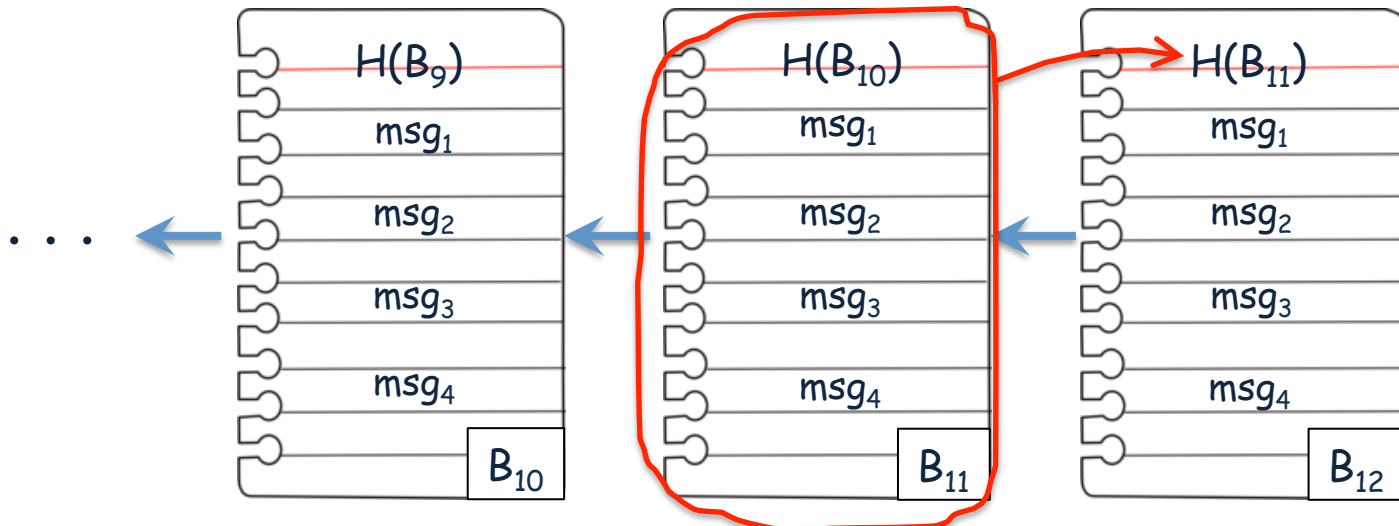 H(B₉)
msg₁
msg₂
msg₃
msg₄
B₁₀
H(B₁₀)
msg₁
msg₂
msg₃
msg₄
B₁₁
H(B₁₁)
msg₁
msg₂
msg₃
msg₄
B₁₂
. . .